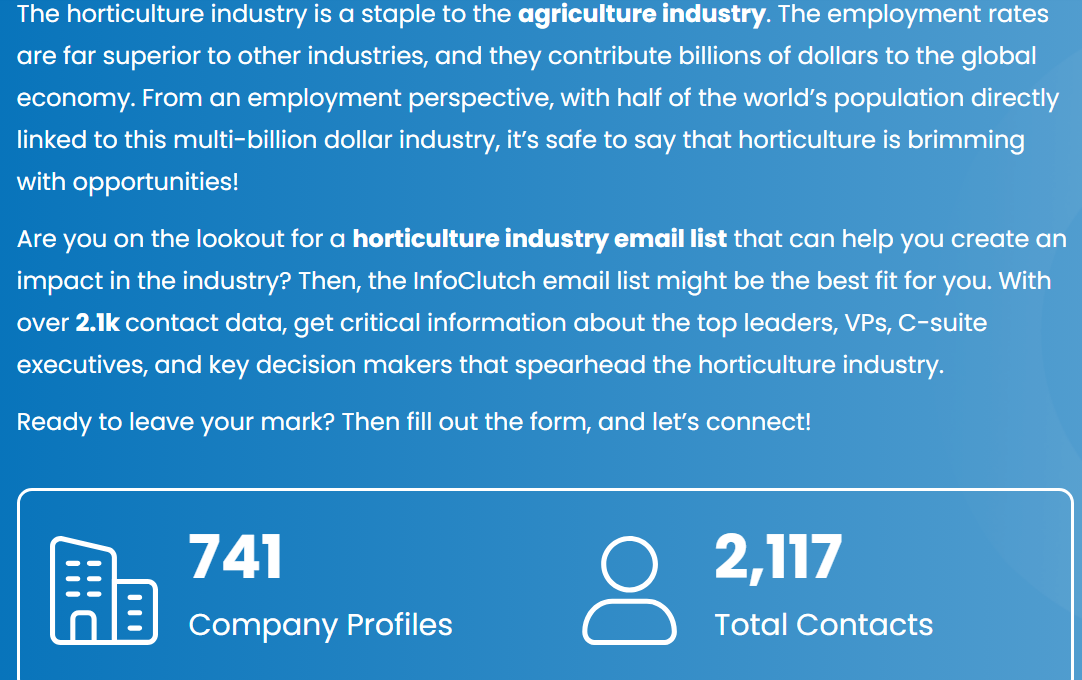 The horticulture industry is a staple to the agriculture industry. The employment rates
are far superior to other industries, and they contribute billions of dollars to the global
economy. From an employment perspective, with half of the world’s population directly
linked to this multi-billion dollar industry, it’s safe to say that horticulture is brimming
with opportunities!
Are you on the lookout for a horticulture industry email list that can help you create an
impact in the industry? Then, the InfoClutch email list might be the best fit for you. With
over 2.1k contact data, get critical information about the top leaders, VPs, C-suite
executives, and key decision makers that spearhead the horticulture industry.
Ready to leave your mark? Then fill out the form, and let’s connect!
741
Company Profiles
2,117
Total Contacts